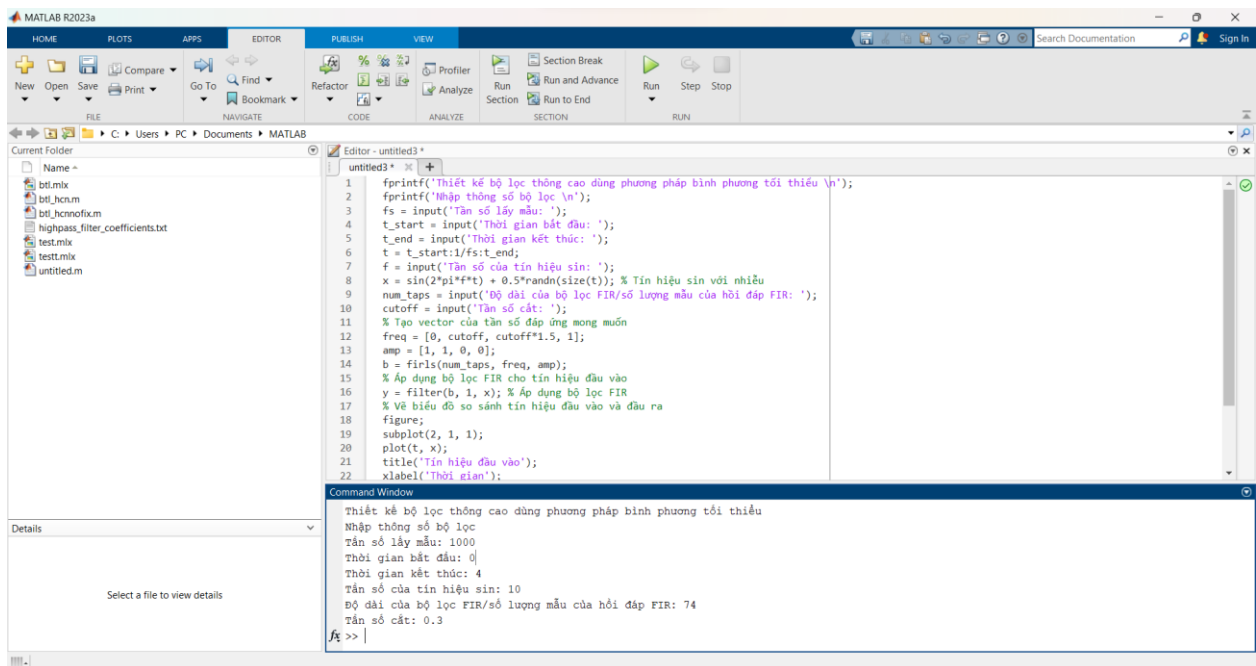 MATLAB R2023a
HOME PLOTS APPS EDITOR PUBLISH VIEW Search Documentation Sign In
New Open Save Compare Print Go To Find Bookmark Refactor Profiler Analyze Run Section Section Break Run and Advance Run to End Run Step Stop
FILE NAVIGATE CODE ANALYZE SECTION RUN
C: Users PC Documents MATLAB
Current Folder
Name
btl.mlx
btl_hcn.m
btl_hcnnofix.m
highpass_filter_coefficients.txt
test.mlx
testt.mlx
untitled.m
Details
Select a file to view details
Editor - untitled3 *
untitled3 *
1 fprintf('Thiết kế bộ lọc thông cao dùng phương pháp bình phương tối thiểu \n');
2 fprintf('Nhập thông số bộ lọc \n');
3 fs = input('Tần số lấy mẫu: ');
4 t_start = input('Thời gian bắt đầu: ');
5 t_end = input('Thời gian kết thúc: ');
6 t = t_start:1/fs:t_end;
7 f = input('Tần số của tín hiệu sin: ');
8 x = sin(2*pi*f*t) + 0.5*randn(size(t)); % Tín hiệu sin với nhiễu
9 num_taps = input('Độ dài của bộ lọc FIR/số lượng mẫu của hồi đáp FIR: ');
10 cutoff = input('Tần số cắt: ');
11 % Tạo vector của tần số đáp ứng mong muốn
12 freq = [0, cutoff, cutoff*1.5, 1];
13 amp = [1, 1, 0, 0];
14 b = firls(num_taps, freq, amp);
15 % Áp dụng bộ lọc FIR cho tín hiệu đầu vào
16 y = filter(b, 1, x); % Áp dụng bộ lọc FIR
17 % Vẽ biểu đồ so sánh tín hiệu đầu vào và đầu ra
18 figure;
19 subplot(2, 1, 1);
20 plot(t, x);
21 title('Tín hiệu đầu vào');
22 xlabel('Thời gian');
Command Window
Thiết kế bộ lọc thông cao dùng phương pháp bình phương tối thiểu
Nhập thông số bộ lọc
Tần số lấy mẫu: 1000
Thời gian bắt đầu: 0
Thời gian kết thúc: 4
Tần số của tín hiệu sin: 10
Độ dài của bộ lọc FIR/số lượng mẫu của hồi đáp FIR: 74
Tần số cắt: 0.3
fx >>